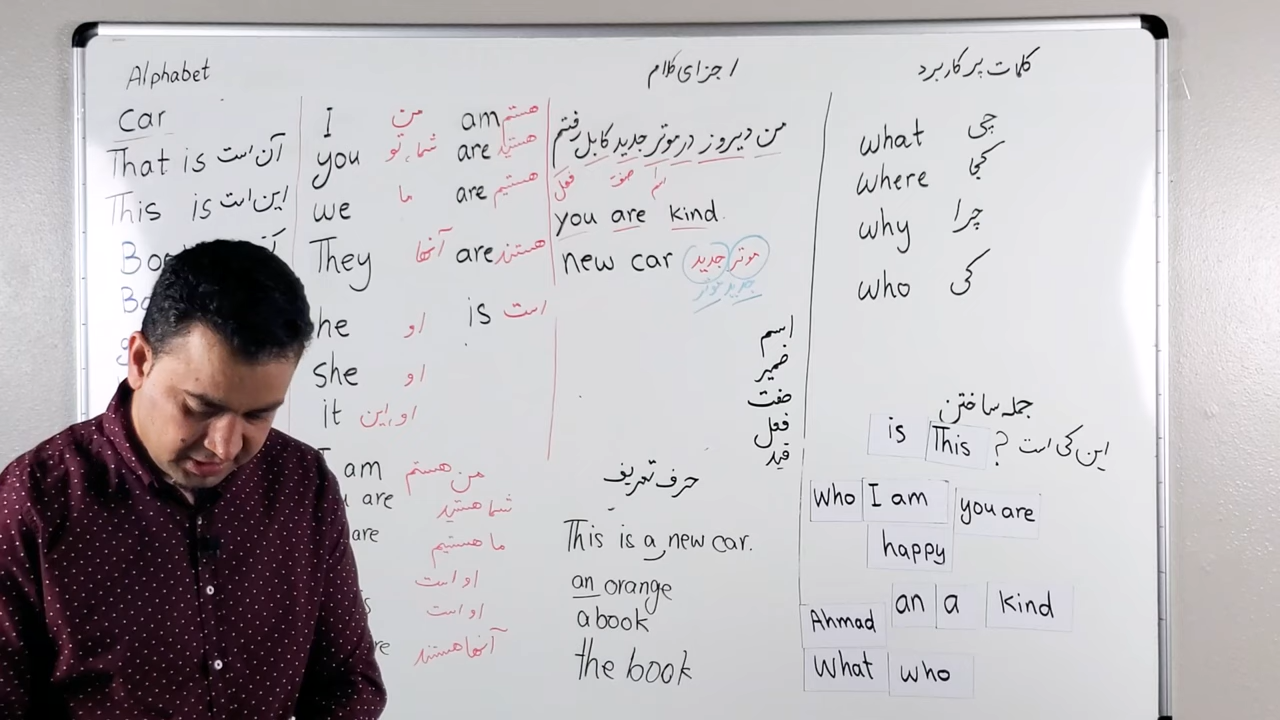 Alphabet
car
That is آن است
This is این است
I من am هستم
you شما، تو are هستید
we ما are هستیم
They آنها are هستند
he او is است
she او
it او، این
am من هستم
are شما هستید
are ما هستیم
او است
او است
آنها هستند
اجزای کلام
من دیروز در موتر جدید کابل رفتم
اسم صفت فعل
you are kind.
new car موتر جدید
جدید موتر
اسم
ضمیر
صفت
فعل
قید
حرف تعریف
This is a new car.
an orange
a book
the book
کلمات پر کاربرد
what چی
where کجا
why چرا
who کی
جمله ساختن
is This ? این کی است
Who I am you are
happy
Ahmad an a kind
What who